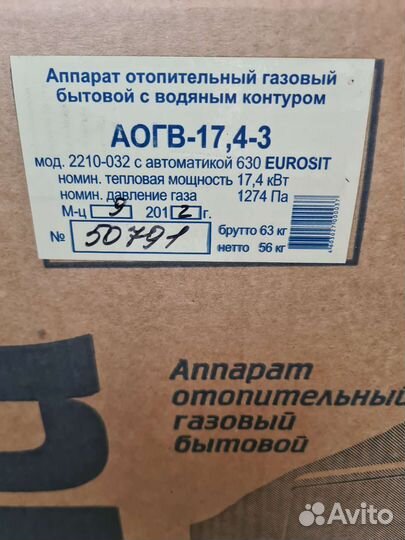 Аппарат отопительный газовый
бытовой с водяным контуром
АОГВ-17,4-3
мод. 2210-032 с автоматикой 630 EUROSIT
номин. тепловая мощность 17,4 кВт
номин. давление газа 1274 Па
М-ц 9 2012 г.
№ 50791 брутто 63 кг
нетто 56 кг
Аппарат
отопительный
газовый
бытовой
Avito